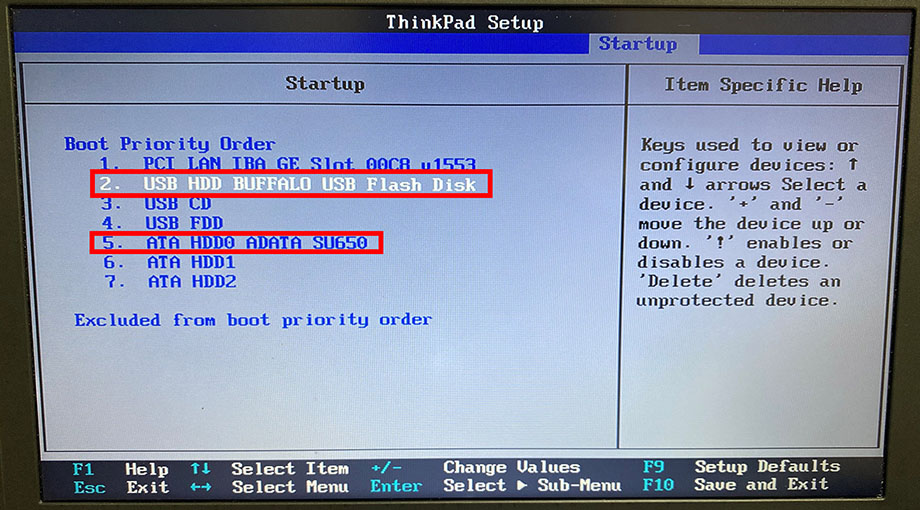 ThinkPad Setup
Startup
Startup
Item Specific Help
Boot Priority Order
1. PCI LAN IBA GE Slot 00C8 v1553
2. USB HDD BUFFALO USB Flash Disk
3. USB CD
4. USB FDD
5. ATA HDD0 ADATA SU650
6. ATA HDD1
7. ATA HDD2
Excluded from boot priority order
Keys used to view or
configure devices: ↑
and ↓ arrows Select a
device. '+' and '-'
move the device up or
down. '!' enables or
disables a device.
'Delete' deletes an
unprotected device.
F1 Help ↑↓ Select Item +/- Change Values F9 Setup Defaults
Esc Exit ←→ Select Menu Enter Select ▶ Sub-Menu F10 Save and Exit